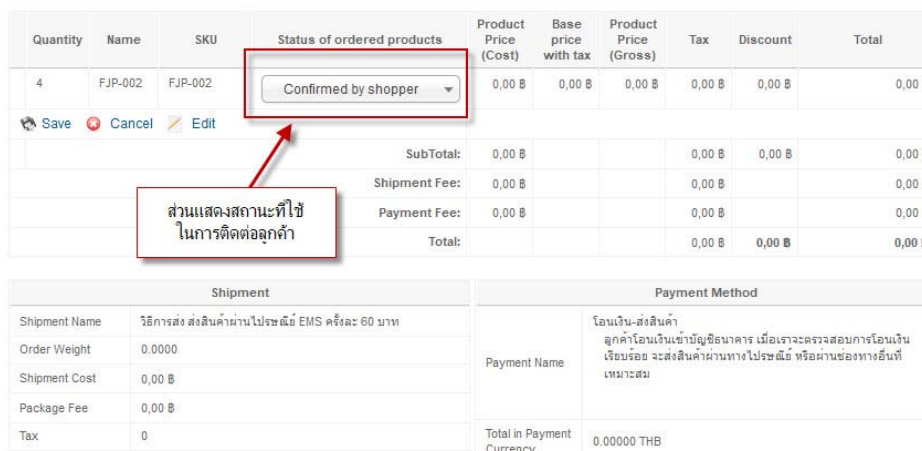 Quantity Name SKU Status of ordered products Product Price (Cost) Base price with tax Product Price (Gross) Tax Discount Total
4 FJP-002 FJP-002 Confirmed by shopper 0,00 ฿ 0,00 ฿ 0,00 ฿ 0,00 ฿ 0,00 ฿ 0,00
Save Cancel Edit
SubTotal: 0,00 ฿ 0,00 ฿ 0,00 ฿ 0,00
Shipment Fee: 0,00 ฿ 0,00 ฿ 0,00
Payment Fee: 0,00 ฿ 0,00 ฿ 0,00
Total: 0,00 ฿ 0,00 ฿ 0,00
ส่วนแสดงสถานะที่ใช้
ในการติดต่อลูกค้า
Shipment
Shipment Name วิธีการส่ง ส่งสินค้าผ่านไปรษณีย์ EMS ครั้งละ 60 บาท
Order Weight 0.0000
Shipment Cost 0,00 ฿
Package Fee 0,00 ฿
Tax 0
Payment Method
Payment Name
โอนเงิน-ส่งสินค้า
ลูกค้าโอนเงินเข้าบัญชีธนาคาร เมื่อเราจะตรวจสอบการโอนเงิน
เรียบร้อย จะส่งสินค้าผ่านทางไปรษณีย์ หรือผ่านช่องทางอื่นที่
เหมาะสม
Total in Payment
Currency
0.00000 THB